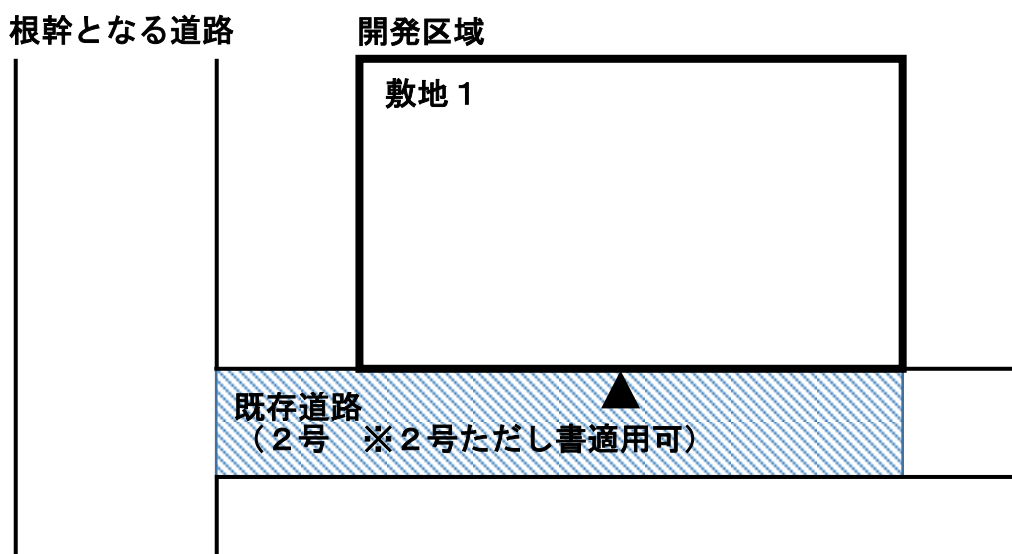 根幹となる道路
開発区域
敷地１
既存道路
（２号　※２号ただし書適用可）